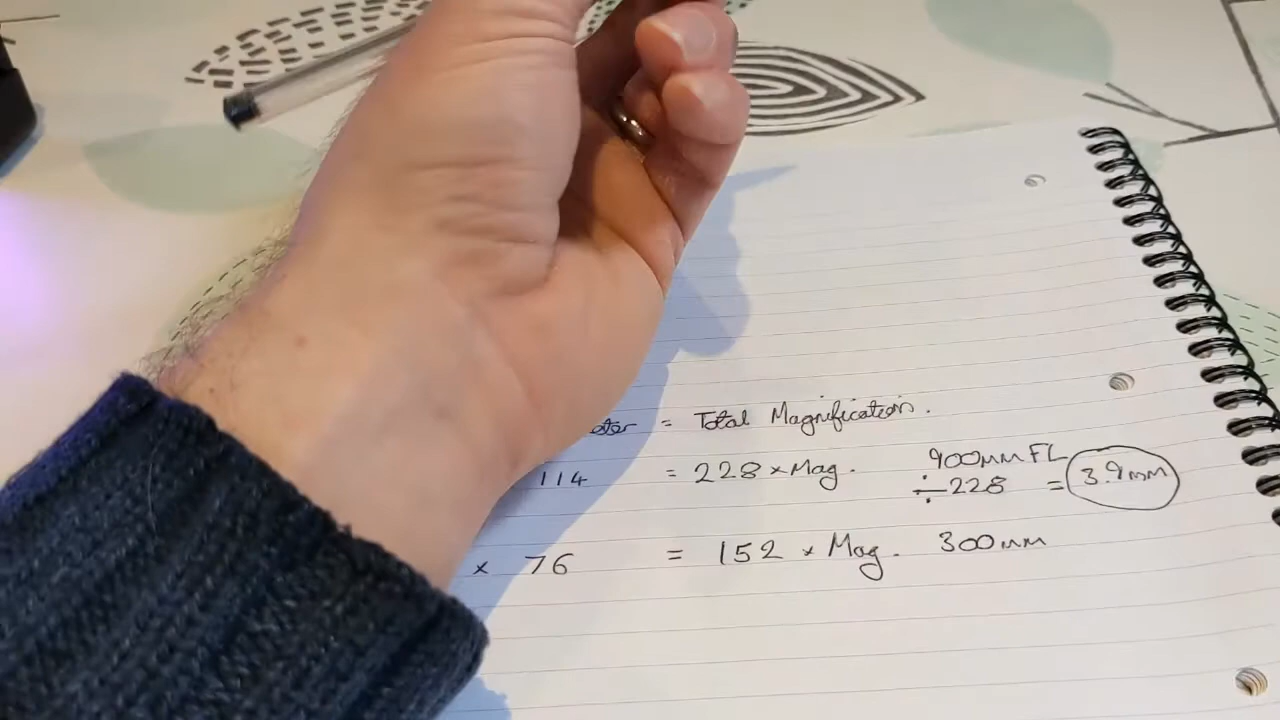 = Total Magnification.
114 = 228 x Mag. 900mm FL
÷ 228 = 3.9mm
x 76 = 152 x Mag. 300mm